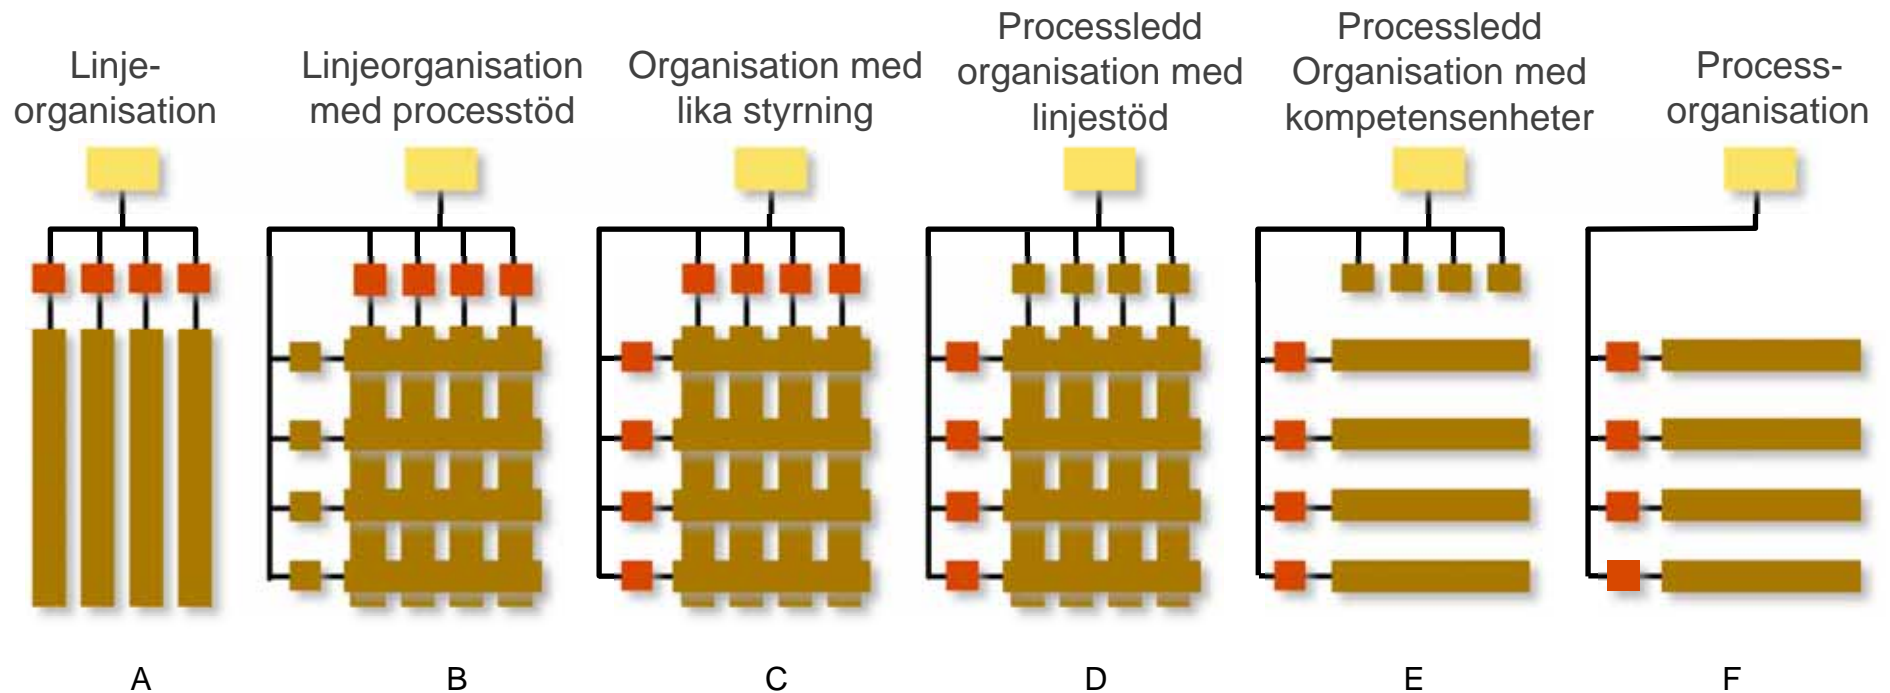 Linje-
organisation
Linjeorganisation
med processtöd
Organisation med
lika styrning
Processledd
organisation med
linjestöd
Processledd
Organisation med
kompetensenheter
Process-
organisation
A
B
C
D
E
F